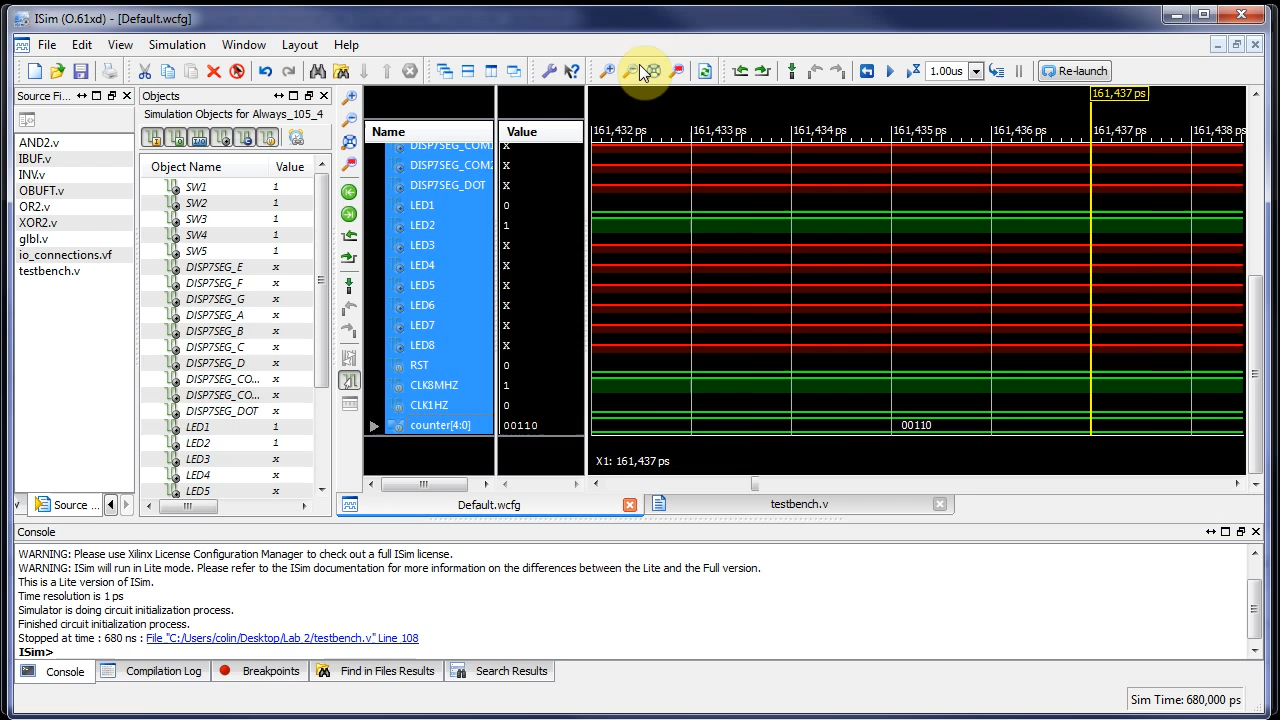 ISim (O.61xd) - [Default.wcfg]
File Edit View Simulation Window Layout Help
1.00us Re-launch
Source Fi...
AND2.v
IBUF.v
INV.v
OBUFT.v
OR2.v
XOR2.v
glbl.v
io_connections.vf
testbench.v
Source ...
Objects
Simulation Objects for Always_105_4
Object Name Value
SW1 1
SW2 1
SW3 1
SW4 1
SW5 1
DISP7SEG_E x
DISP7SEG_F x
DISP7SEG_G x
DISP7SEG_A x
DISP7SEG_B x
DISP7SEG_C x
DISP7SEG_D x
DISP7SEG_CO... x
DISP7SEG_CO... x
DISP7SEG_DOT x
LED1 1
LED2 1
LED3 x
LED4 x
LED5 x
161,437 ps
Name Value
161,432 ps 161,433 ps 161,434 ps 161,435 ps 161,436 ps 161,437 ps 161,438 ps
DISP7SEG_COM1 X
DISP7SEG_COM2 X
DISP7SEG_DOT X
LED1 0
LED2 1
LED3 X
LED4 X
LED5 X
LED6 X
LED7 X
LED8 X
RST 0
CLK8MHZ 1
CLK1HZ 0
counter[4:0] 00110 00110
X1: 161,437 ps
Default.wcfg testbench.v
Console
WARNING: Please use Xilinx License Configuration Manager to check out a full ISim license.
WARNING: ISim will run in Lite mode. Please refer to the ISim documentation for more information on the differences between the Lite and the Full version.
This is a Lite version of ISim.
Time resolution is 1 ps
Simulator is doing circuit initialization process.
Finished circuit initialization process.
Stopped at time : 680 ns : File "C:/Users/colin/Desktop/Lab 2/testbench.v" Line 108
ISim>
Console Compilation Log Breakpoints Find in Files Results Search Results
Sim Time: 680,000 ps